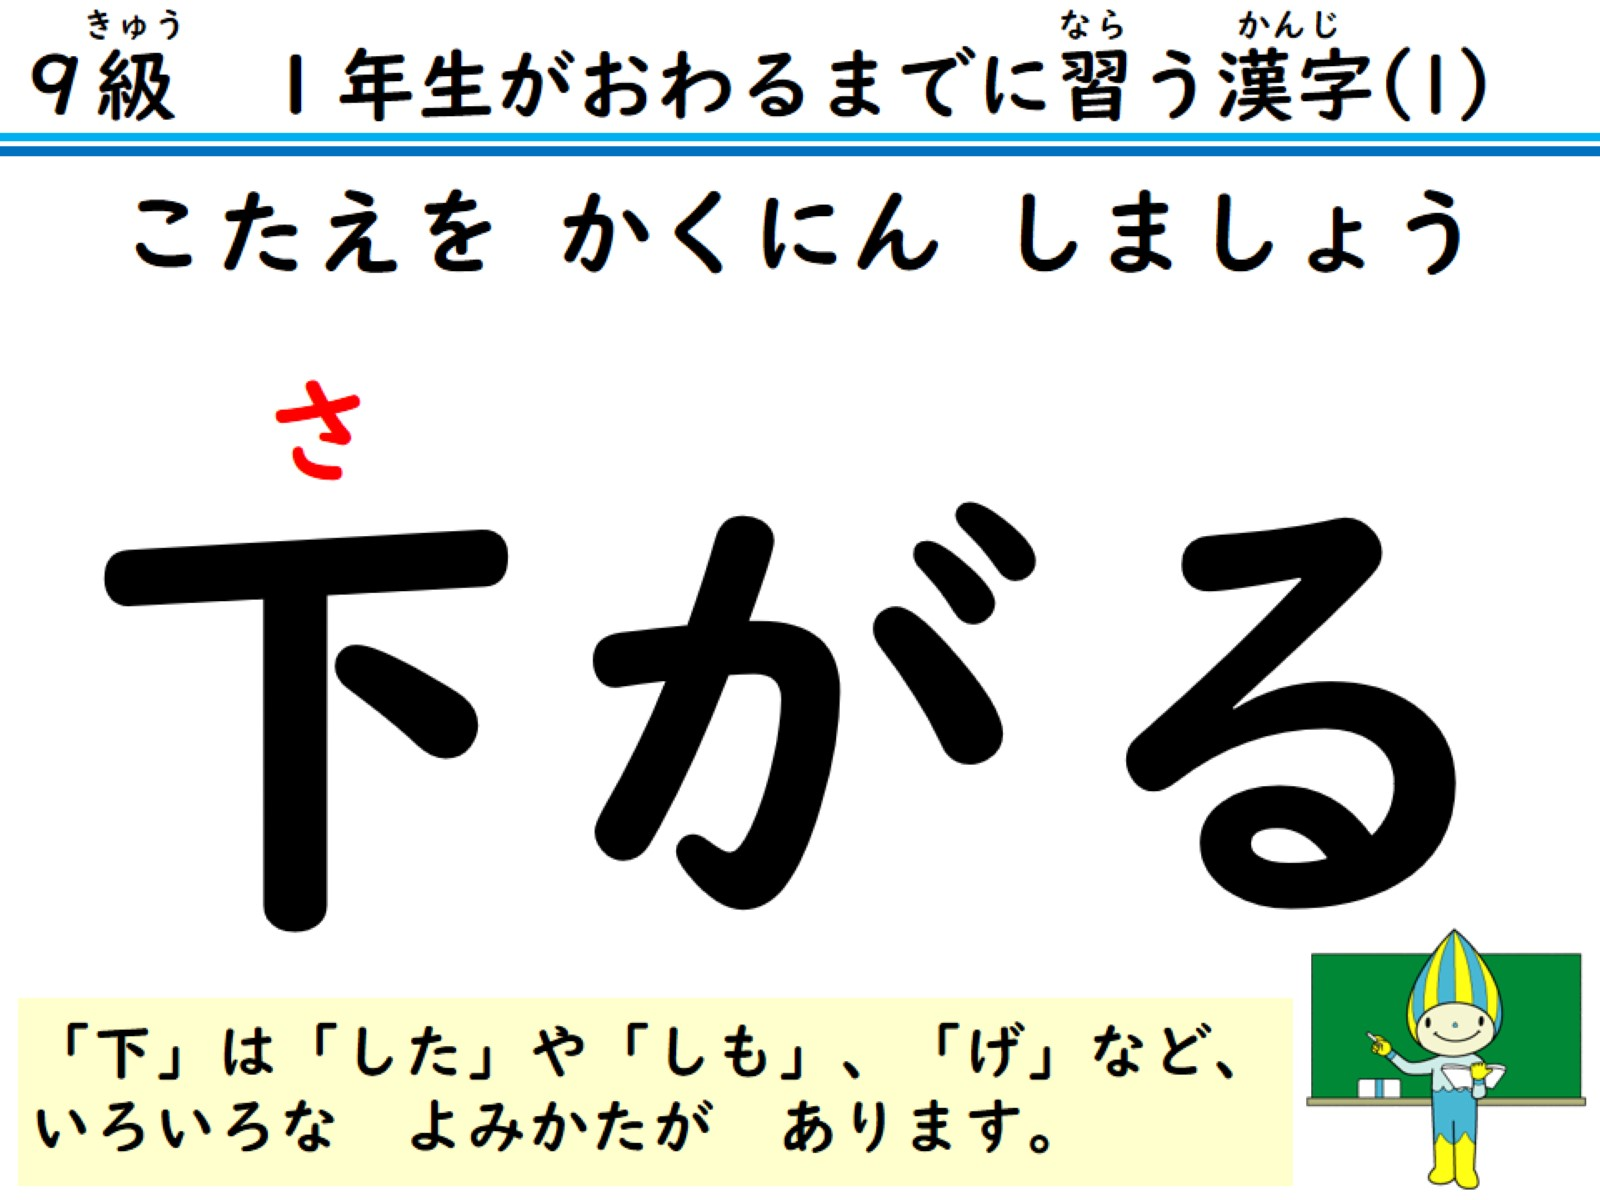 きゅう なら かんじ
9級 1年生がおわるまでに習う漢字(1)
こたえを かくにん しましょう
さ
下がる
「下」は「した」や「しも」、「げ」など、
いろいろな よみかたが あります。